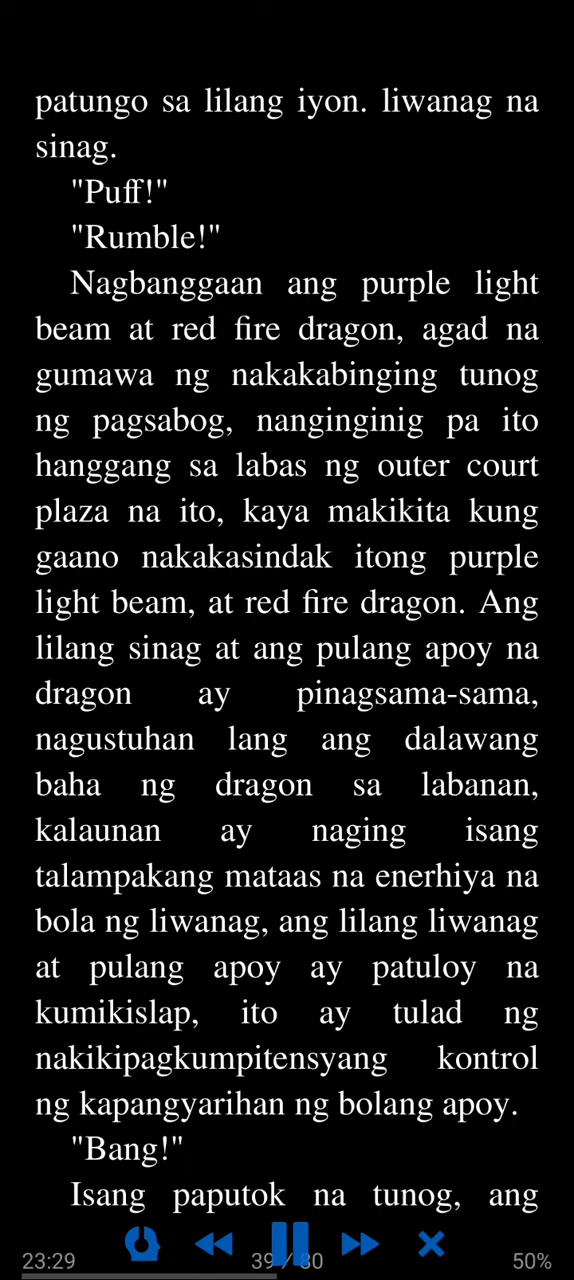 patungo sa lilang iyon. liwanag na
sinag.
"Puff!"
"Rumble!"
Nagbanggaan ang purple light
beam at red fire dragon, agad na
gumawa ng nakakabinging tunog
ng pagsabog, nanginginig pa ito
hanggang sa labas ng outer court
plaza na ito, kaya makikita kung
gaano nakakasindak itong purple
light beam, at red fire dragon. Ang
lilang sinag at ang pulang apoy na
dragon ay pinagsama-sama,
nagustuhan lang ang dalawang
baha ng dragon sa labanan,
kalaunan ay naging isang
talampakang mataas na enerhiya na
bola ng liwanag, ang lilang liwanag
at pulang apoy ay patuloy na
kumikislap, ito ay tulad ng
nakikipagkumpitensyang kontrol
ng kapangyarihan ng bolang apoy.
"Bang!"
Isang paputok na tunog, ang
23:29 39 / 80 50%